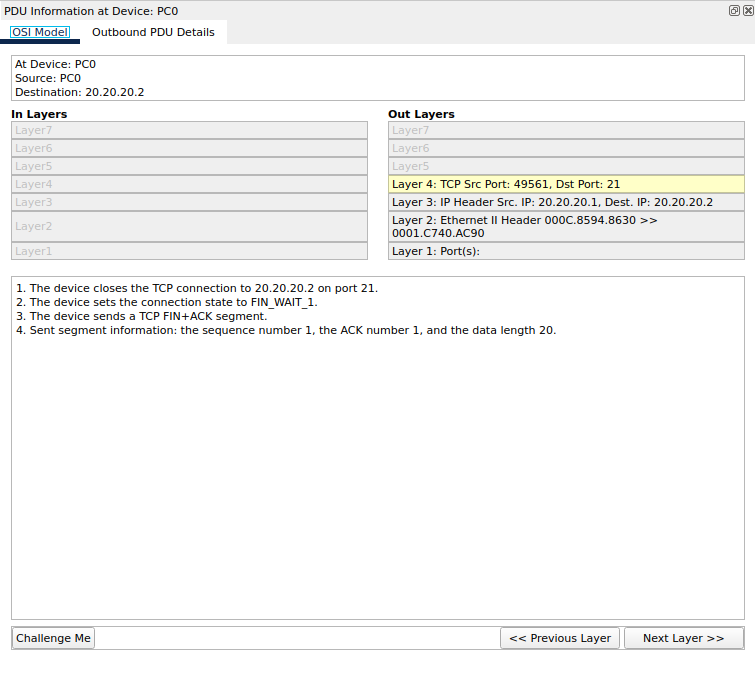 PDU Information at Device: PC0
OSI Model Outbound PDU Details
At Device: PC0
Source: PC0
Destination: 20.20.20.2
In Layers
Layer7
Layer6
Layer5
Layer4
Layer3
Layer2
Layer1
Out Layers
Layer7
Layer6
Layer5
Layer 4: TCP Src Port: 49561, Dst Port: 21
Layer 3: IP Header Src. IP: 20.20.20.1, Dest. IP: 20.20.20.2
Layer 2: Ethernet II Header 000C.8594.8630 >>
0001.C740.AC90
Layer 1: Port(s):
1. The device closes the TCP connection to 20.20.20.2 on port 21.
2. The device sets the connection state to FIN_WAIT_1.
3. The device sends a TCP FIN+ACK segment.
4. Sent segment information: the sequence number 1, the ACK number 1, and the data length 20.
Challenge Me << Previous Layer Next Layer >>